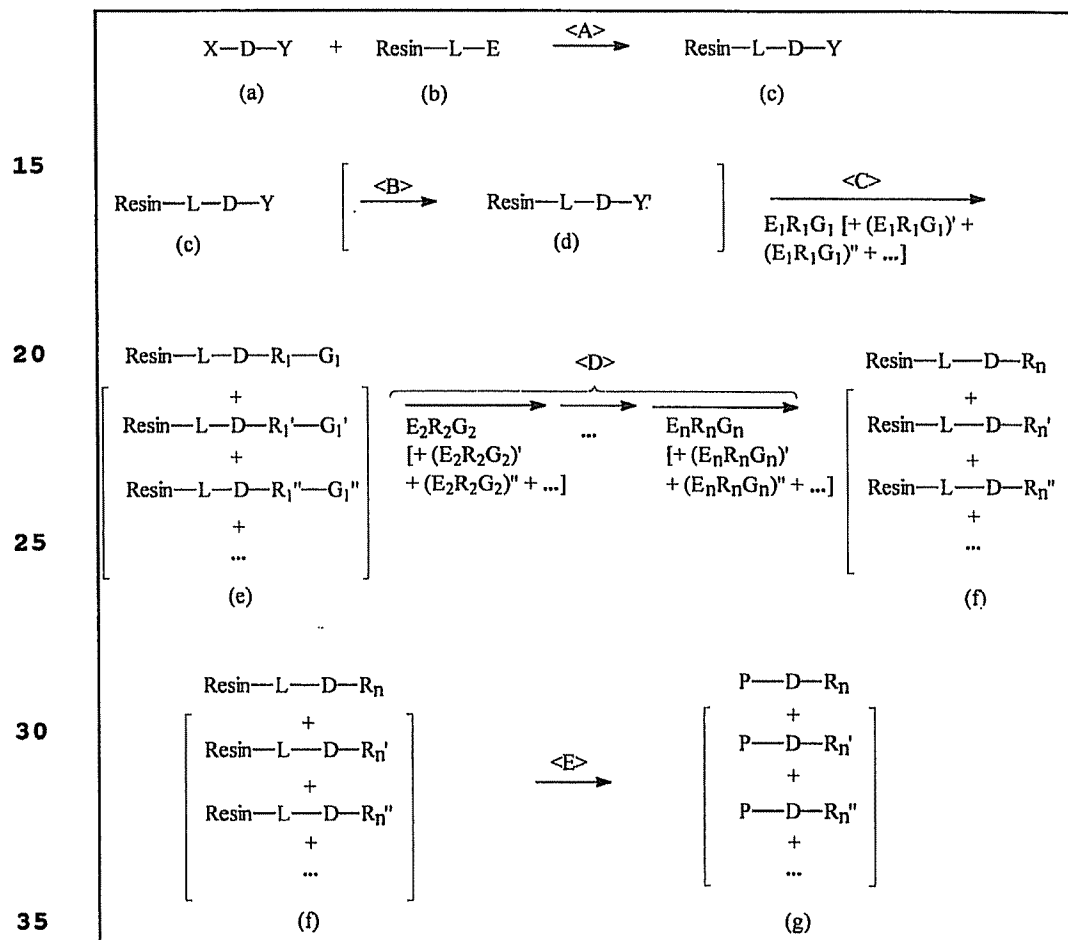 X—D—Y + Resin—L—E <A> Resin—L—D—Y
(a) (b) (c)
15
Resin—L—D—Y <B> Resin—L—D—Y' <C>
(c) (d)
E₁R₁G₁ [+ (E₁R₁G₁)' +
(E₁R₁G₁)'' + ...]
20
Resin—L—D—R₁—G₁ <D> Resin—L—D—Rₙ
+ +
Resin—L—D—R₁'—G₁' E₂R₂G₂ ... EₙRₙGₙ Resin—L—D—Rₙ'
+ [+ (E₂R₂G₂)' [+ (EₙRₙGₙ)' +
Resin—L—D—R₁''—G₁'' + (E₂R₂G₂)'' + ...] + (EₙRₙGₙ)'' + ...] Resin—L—D—Rₙ''
+ +
25
... ...
(e) (f)
Resin—L—D—Rₙ P—D—Rₙ
+ +
30
Resin—L—D—Rₙ' <E> P—D—Rₙ'
+ +
Resin—L—D—Rₙ'' P—D—Rₙ''
+ +
... ...
35
(f) (g)